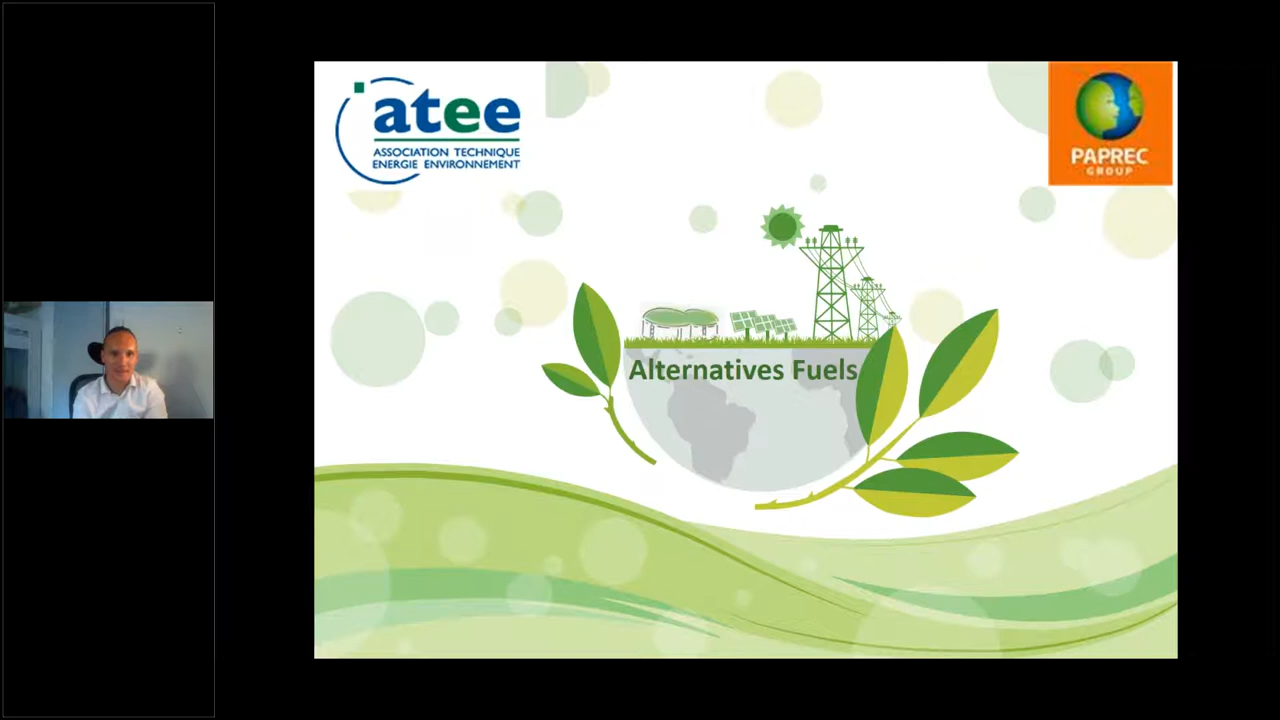 atee
ASSOCIATION TECHNIQUE
ENERGIE ENVIRONNEMENT
PAPREC
GROUP
Alternatives Fuels